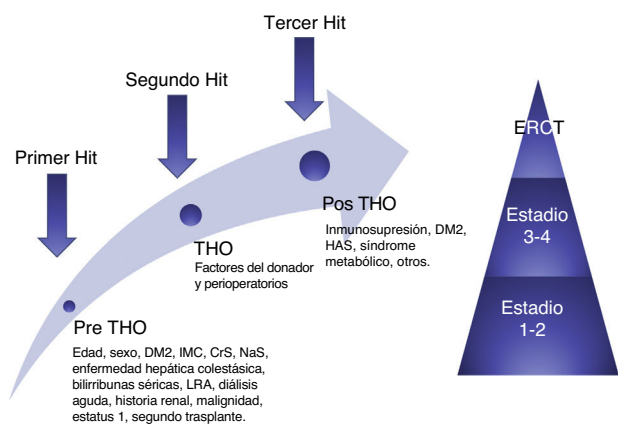 Primer Hit
Segundo Hit
Tercer Hit
Pre THO
Edad, sexo, DM2, IMC, CrS, NaS,
enfermedad hepática colestásica,
bilirribunas séricas, LRA, diálisis
aguda, historia renal, malignidad,
estatus 1, segundo trasplante.
THO
Factores del donador
y perioperatorios
Pos THO
Inmunosupresión, DM2,
HAS, síndrome
metabólico, otros.
ERCT
Estadio
3-4
Estadio
1-2